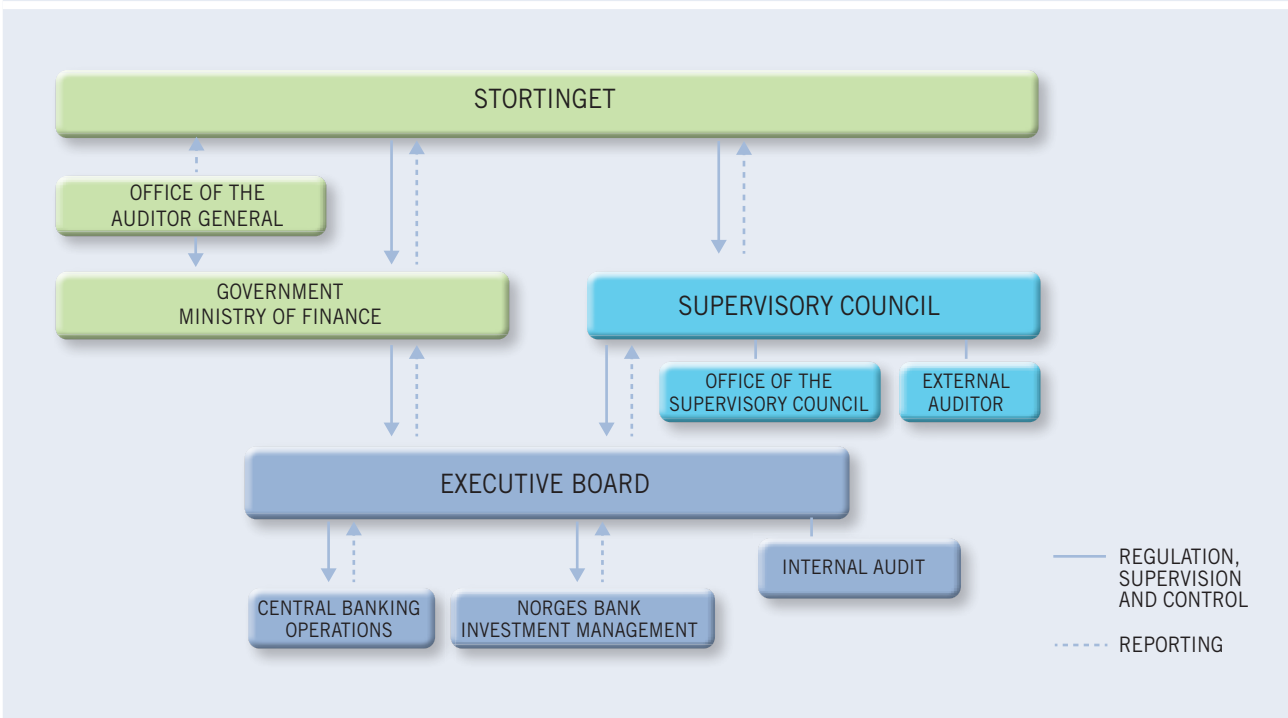 STORTINGET
OFFICE OF THE
AUDITOR GENERAL
GOVERNMENT
MINISTRY OF FINANCE
SUPERVISORY COUNCIL
OFFICE OF THE
SUPERVISORY COUNCIL
EXTERNAL
AUDITOR
EXECUTIVE BOARD
INTERNAL AUDIT
CENTRAL BANKING
OPERATIONS
NORGES BANK
INVESTMENT MANAGEMENT
REGULATION,
SUPERVISION
AND CONTROL
REPORTING